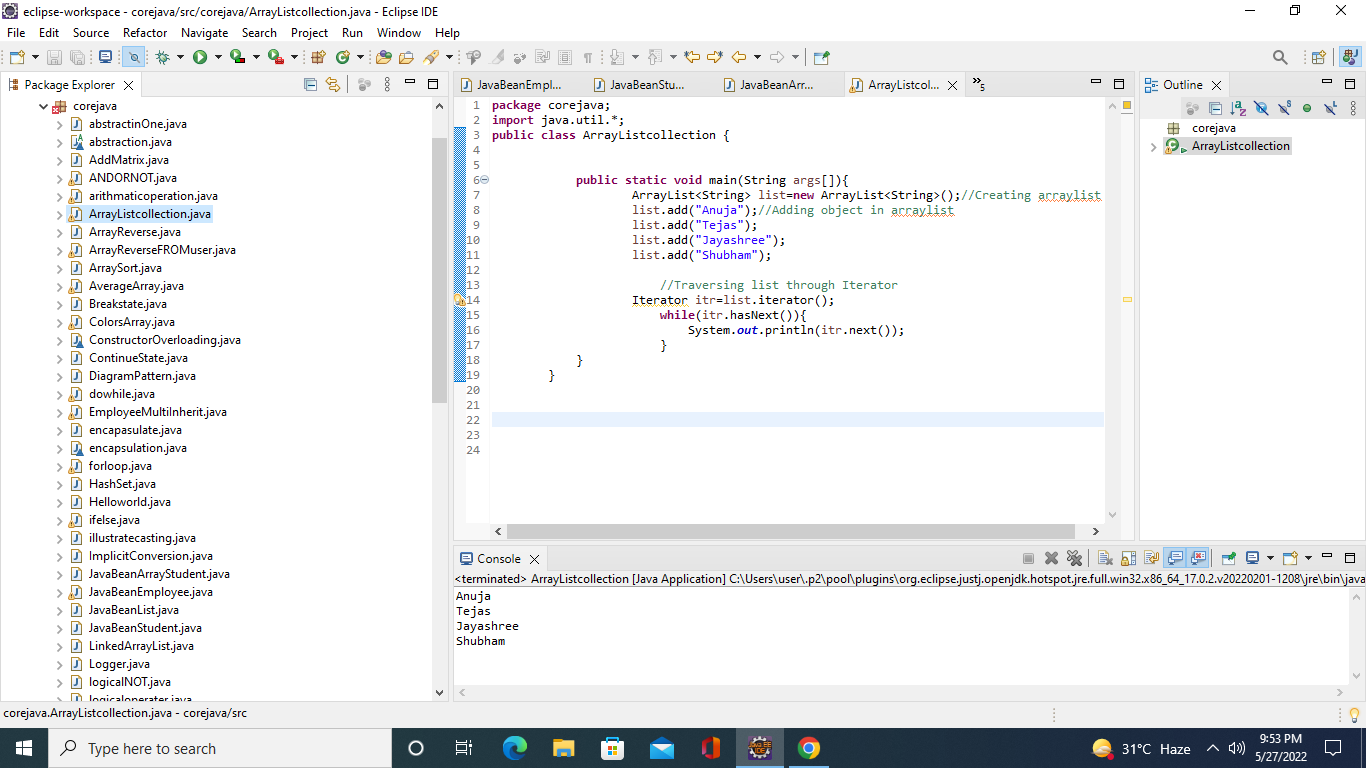 eclipse-workspace - corejava/src/corejava/ArrayListcollection.java - Eclipse IDE
File Edit Source Refactor Navigate Search Project Run Window Help
Package Explorer
corejava
abstractinOne.java
abstraction.java
AddMatrix.java
ANDORNOT.java
arithmaticoperation.java
ArrayListcollection.java
ArrayReverse.java
ArrayReverseFROMuser.java
ArraySort.java
AverageArray.java
Breakstate.java
ColorsArray.java
ConstructorOverloading.java
ContinueState.java
DiagramPattern.java
dowhile.java
EmployeeMultiInherit.java
encapasulate.java
encapsulation.java
forloop.java
HashSet.java
Helloworld.java
ifelse.java
illustratecasting.java
ImplicitConversion.java
JavaBeanArrayStudent.java
JavaBeanEmployee.java
JavaBeanList.java
JavaBeanStudent.java
LinkedArrayList.java
Logger.java
logicalNOT.java
logicaloperater.java
JavaBeanEmpl... JavaBeanStu... JavaBeanArr... ArrayListcol... »5
1 package corejava;
2 import java.util.*;
3 public class ArrayListcollection {
4
5
6 public static void main(String args[]){
7 ArrayList<String> list=new ArrayList<String>();//Creating arraylist
8 list.add("Anuja");//Adding object in arraylist
9 list.add("Tejas");
10 list.add("Jayashree");
11 list.add("Shubham");
12
13 //Traversing list through Iterator
14 Iterator itr=list.iterator();
15 while(itr.hasNext()){
16 System.out.println(itr.next());
17 }
18 }
19 }
20
21
22
23
24
Outline
corejava
ArrayListcollection
Console
<terminated> ArrayListcollection [Java Application] C:\Users\user\.p2\pool\plugins\org.eclipse.justj.openjdk.hotspot.jre.full.win32.x86_64_17.0.2.v20220201-1208\jre\bin\java
Anuja
Tejas
Jayashree
Shubham
corejava.ArrayListcollection.java - corejava/src
Type here to search
31°C Haze
9:53 PM
5/27/2022